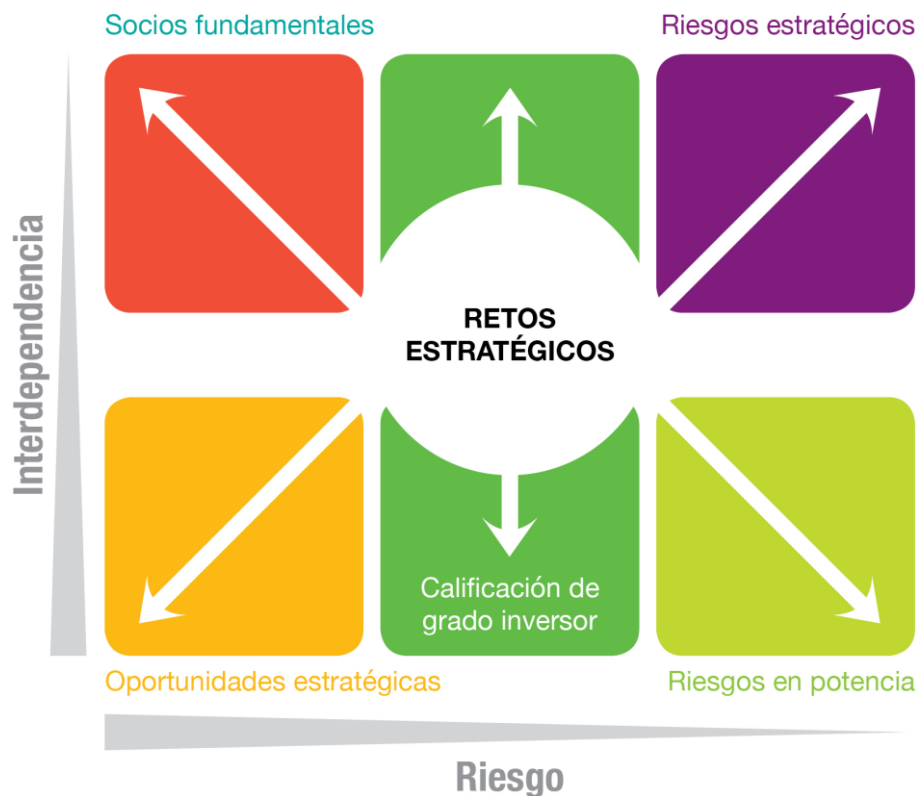 Socios fundamentales
Riesgos estratégicos
Interdependencia
RETOS
ESTRATÉGICOS
Calificación de
grado inversor
Oportunidades estratégicas
Riesgos en potencia
Riesgo